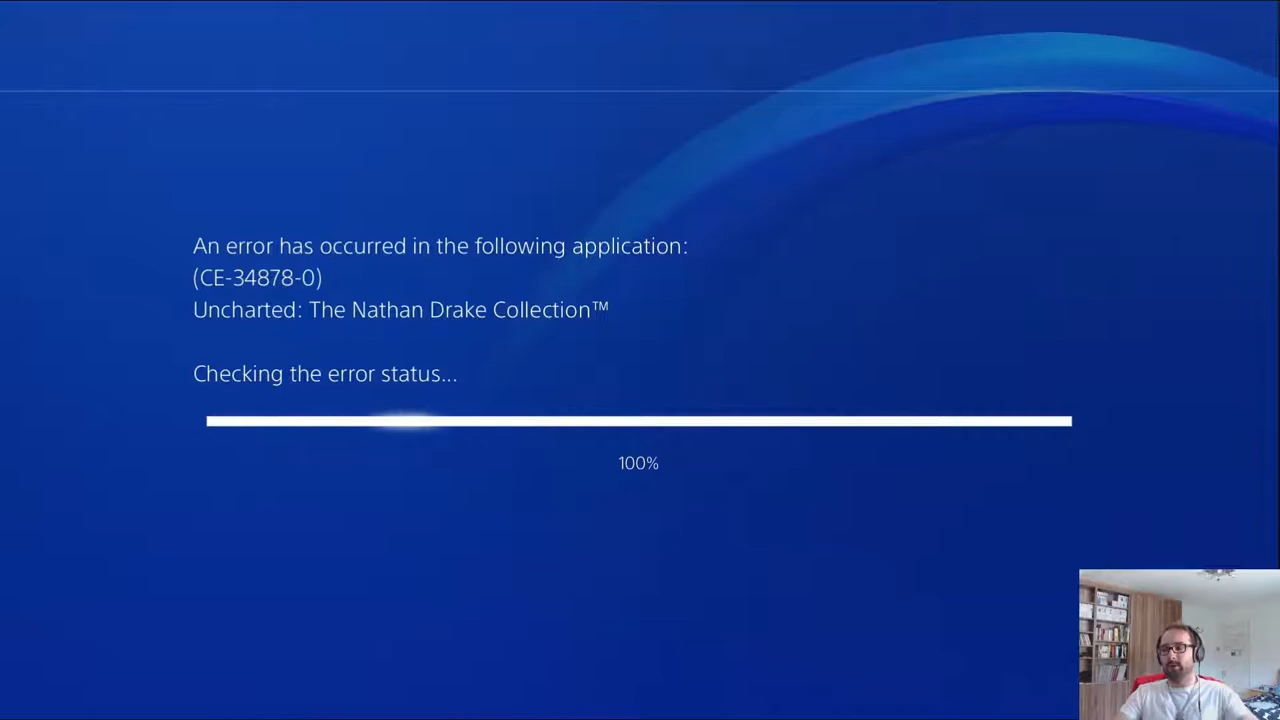 An error has occurred in the following application:
(CE-34878-0)
Uncharted: The Nathan Drake Collection™
Checking the error status...
100%